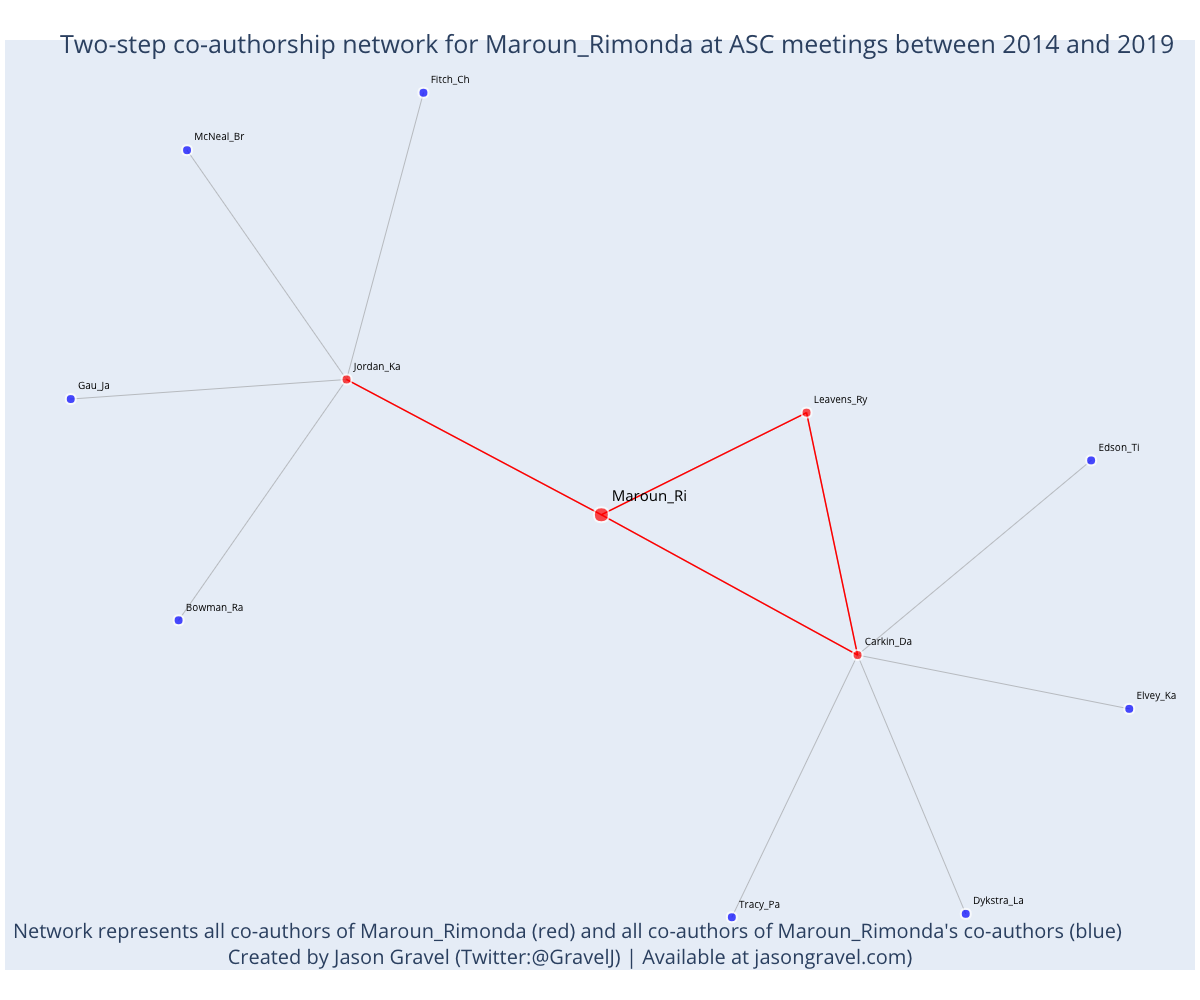 Two-step co-authorship network for Maroun_Rimonda at ASC meetings between 2014 and 2019
Fitch_Ch
McNeal_Br
Jordan_Ka
Gau_Ja
Leavens_Ry
Edson_Ti
Maroun_Ri
Bowman_Ra
Carkin_Da
Elvey_Ka
Tracy_Pa
Dykstra_La
Network represents all co-authors of Maroun_Rimonda (red) and all co-authors of Maroun_Rimonda's co-authors (blue)
Created by Jason Gravel (Twitter:@GravelJ) | Available at jasongravel.com)